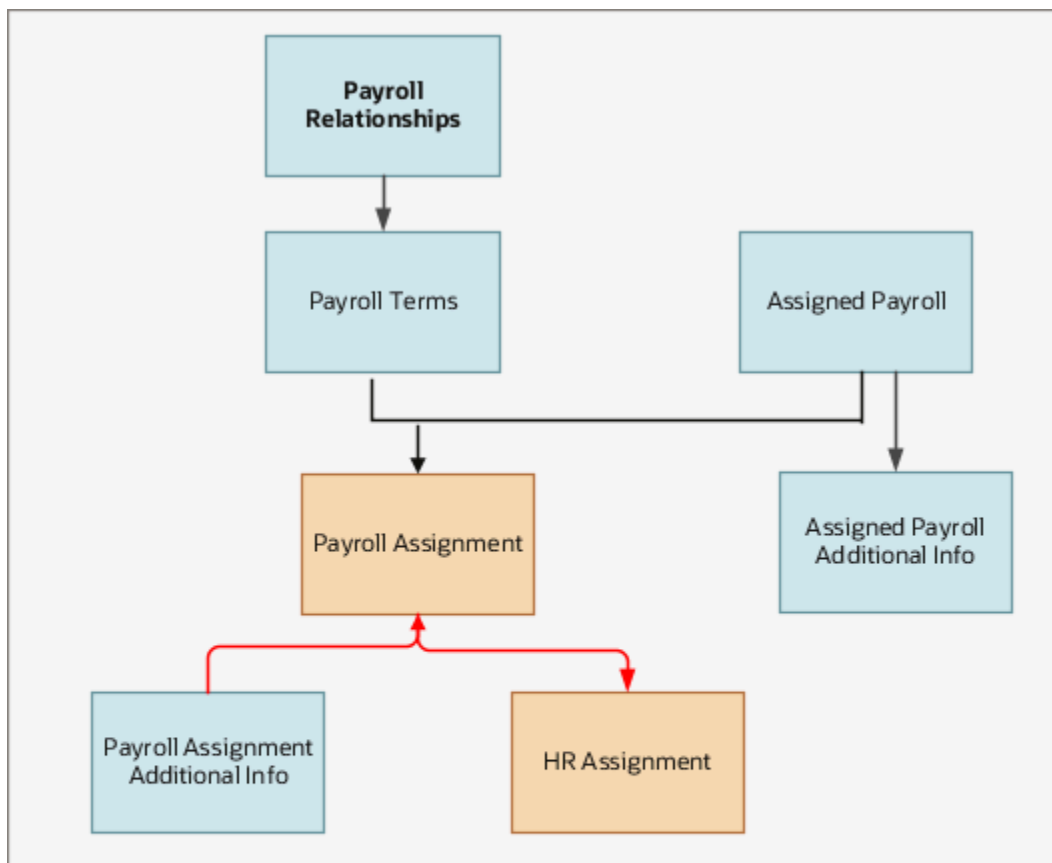 Payroll
Relationships
Payroll Terms
Assigned Payroll
Payroll Assignment
Assigned Payroll
Additional Info
Payroll Assignment
Additional Info
HR Assignment